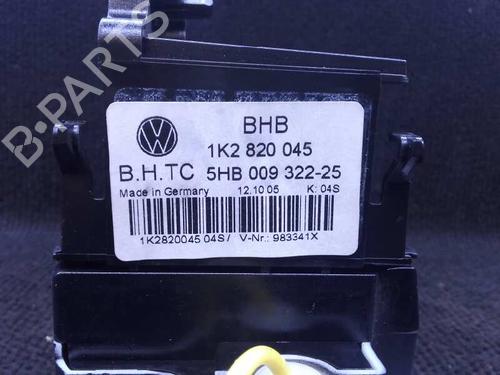 BHB
1K2 820 045
B.H.TC 5HB 009 322-25
Made in Germany 12.10 05 K: 04S
1K2820045 04S/ V-Nr.: 983341X
B-PARTS
B-PARTS